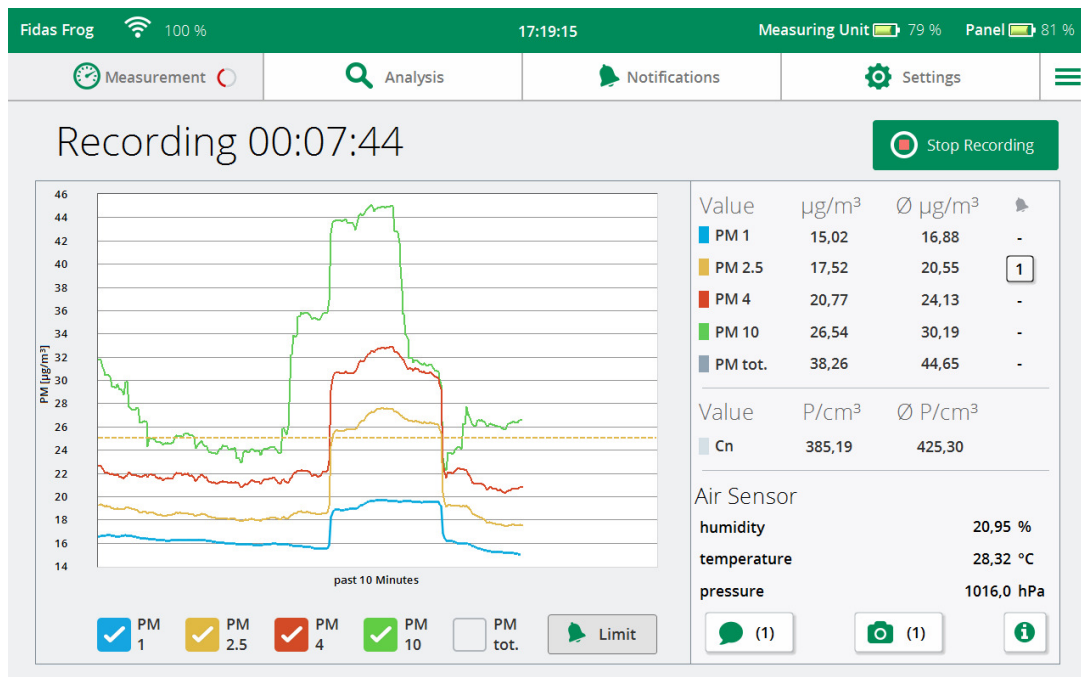 Fidas Frog 100 % 17:19:15 Measuring Unit 79 % Panel 81 %
Measurement Analysis Notifications Settings
Recording 00:07:44
Stop Recording
46
44
42
40
38
36
34
32
30
28
26
24
22
20
18
16
14
PM [µg/m³]
past 10 Minutes
PM 1
PM 2.5
PM 4
PM 10
PM tot.
Limit
Value µg/m³ Ø µg/m³
PM 1 15,02 16,88 -
PM 2.5 17,52 20,55 1
PM 4 20,77 24,13 -
PM 10 26,54 30,19 -
PM tot. 38,26 44,65 -
Value P/cm³ Ø P/cm³
Cn 385,19 425,30
Air Sensor
humidity 20,95 %
temperature 28,32 °C
pressure 1016,0 hPa
(1) (1)